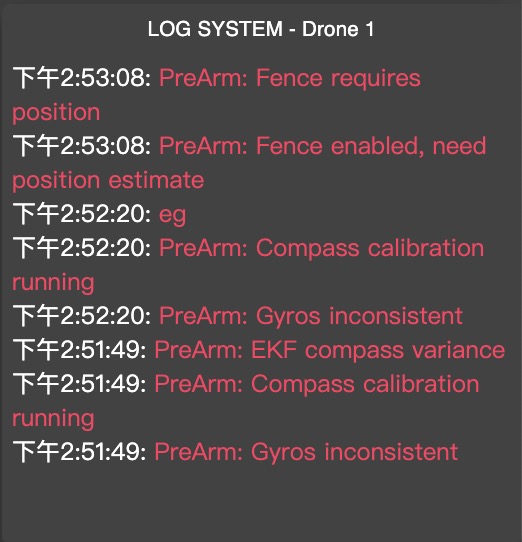 LOG SYSTEM - Drone 1
下午2:53:08: PreArm: Fence requires
position
下午2:53:08: PreArm: Fence enabled, need
position estimate
下午2:52:20: eg
下午2:52:20: PreArm: Compass calibration
running
下午2:52:20: PreArm: Gyros inconsistent
下午2:51:49: PreArm: EKF compass variance
下午2:51:49: PreArm: Compass calibration
running
下午2:51:49: PreArm: Gyros inconsistent